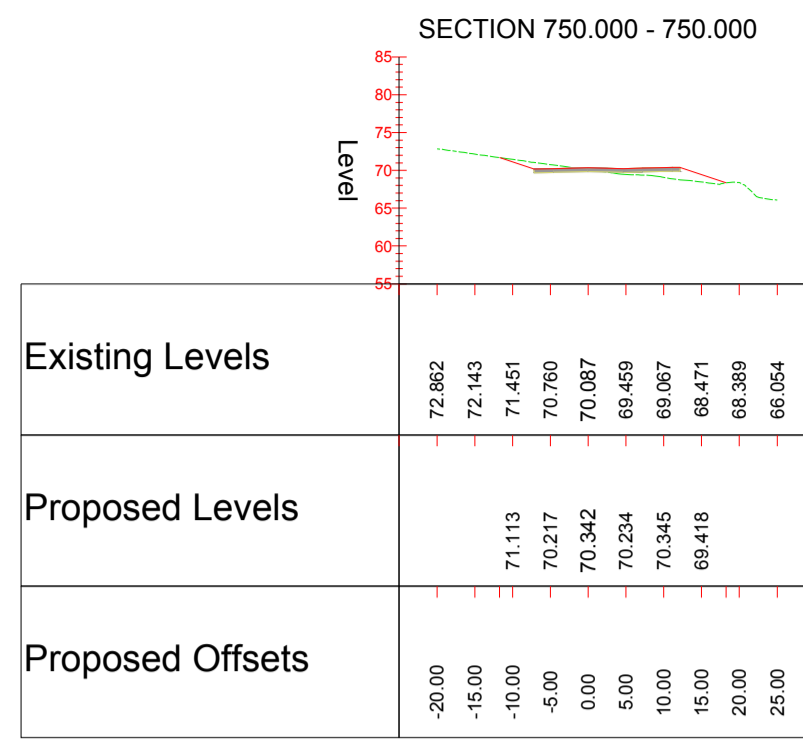 SECTION 750.000 - 750.000
85
80
75
70
65
60
55
Level
Existing Levels
72.862 72.143 71.451 70.760 70.087 69.459 69.067 68.471 68.389 66.054
Proposed Levels
71.113 70.217 70.342 70.234 70.345 69.418
Proposed Offsets
-20.00 -15.00 -10.00 -5.00 0.00 5.00 10.00 15.00 20.00 25.00